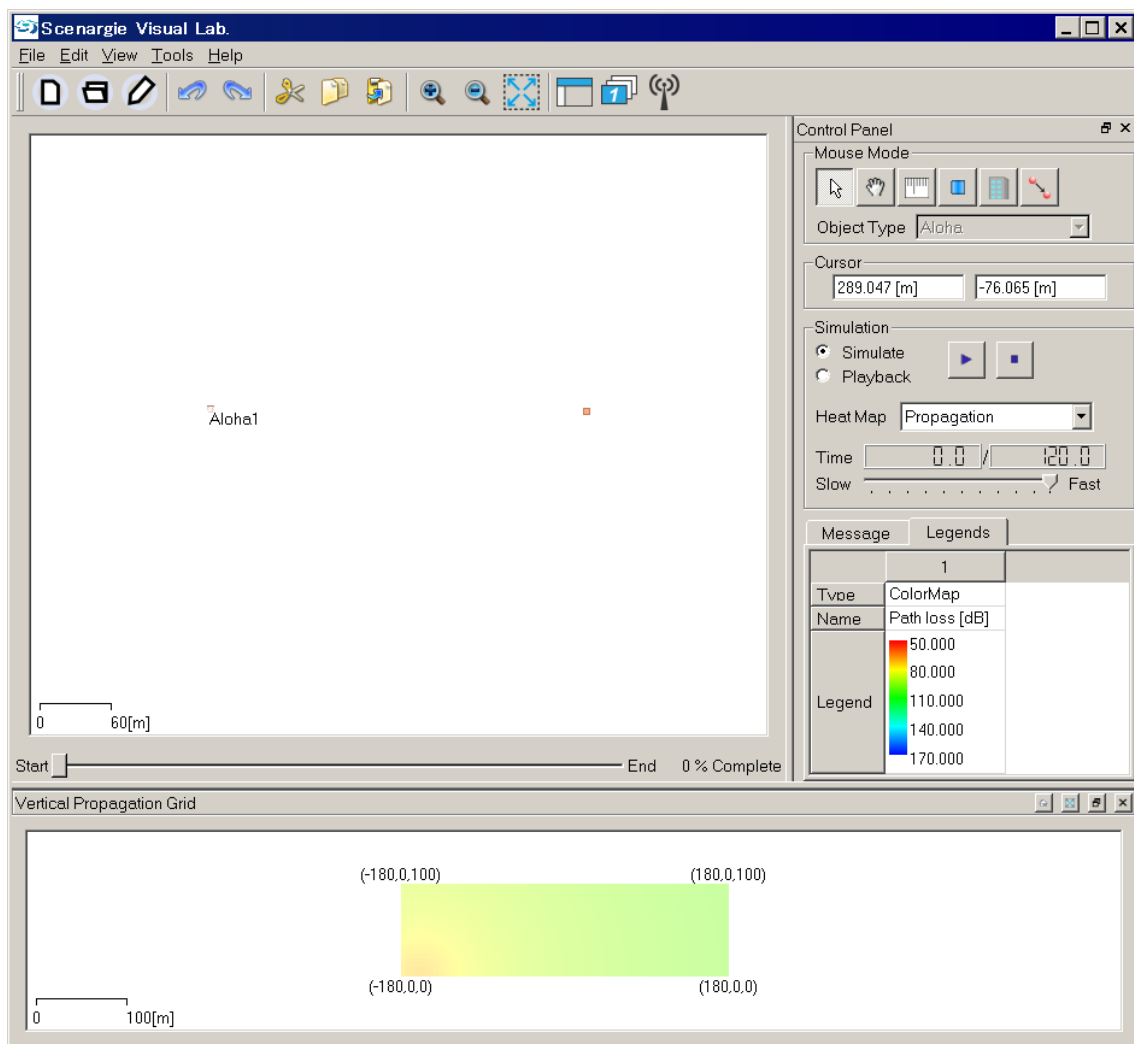 Scenargie Visual Lab.
File Edit View Tools Help
1
Control Panel
Mouse Mode
Object Type Aloha
Cursor
289.047 [m] -76.065 [m]
Simulation
Simulate
Playback
Heat Map Propagation
Time 0.0 / 120.0
Slow Fast
Message Legends
1
Type ColorMap
Name Path loss [dB]
Legend
50.000
80.000
110.000
140.000
170.000
Aloha1
0 60[m]
Start End 0 % Complete
Vertical Propagation Grid
(-180,0,100) (180,0,100)
(-180,0,0) (180,0,0)
0 100[m]